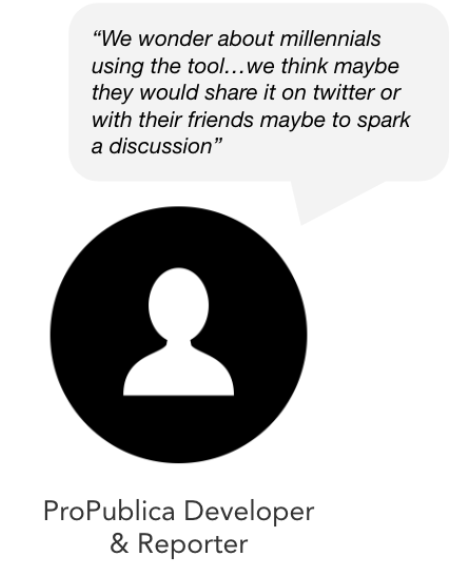 “We wonder about millennials
using the tool…we think maybe
they would share it on twitter or
with their friends maybe to spark
a discussion”
ProPublica Developer
& Reporter